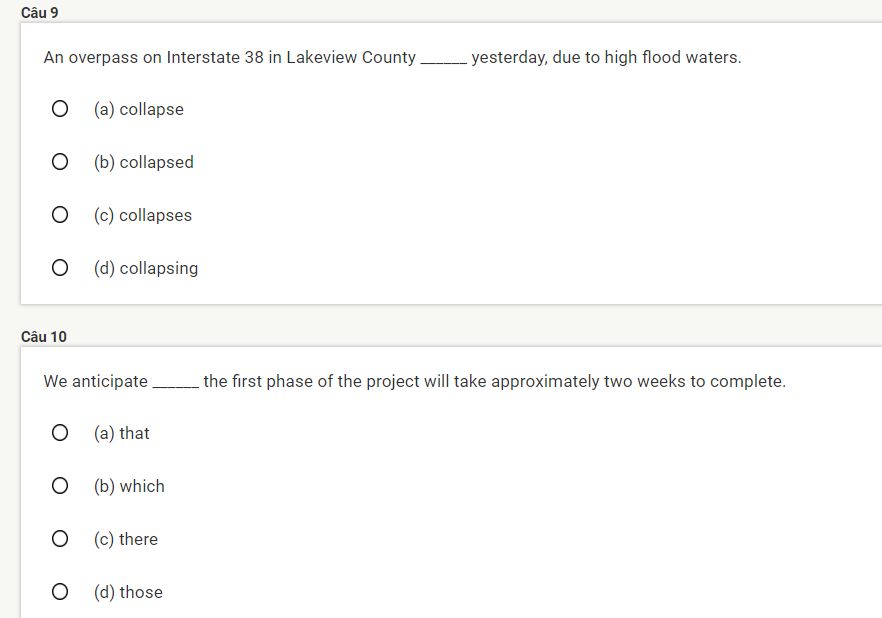 Câu 9
An overpass on Interstate 38 in Lakeview County ______ yesterday, due to high flood waters.
(a) collapse
(b) collapsed
(c) collapses
(d) collapsing
Câu 10
We anticipate ______ the first phase of the project will take approximately two weeks to complete.
(a) that
(b) which
(c) there
(d) those